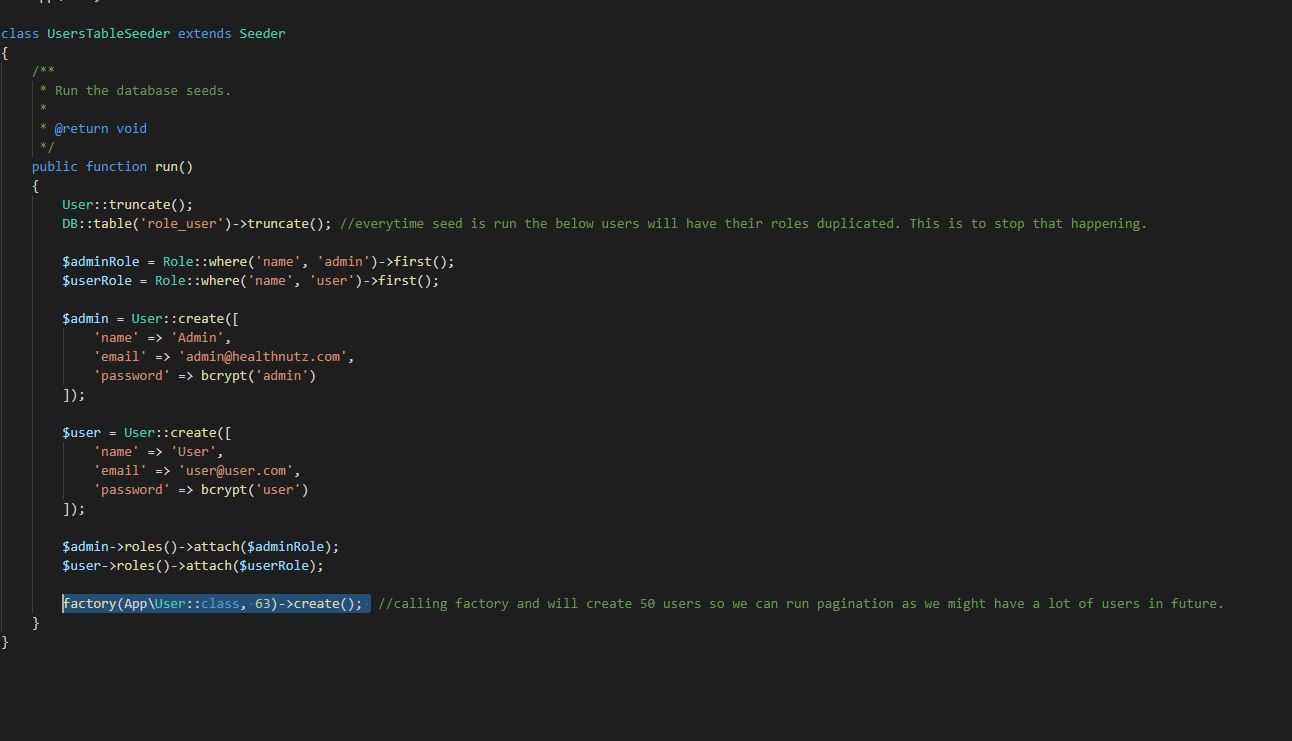 class UsersTableSeeder extends Seeder
{
    /**
     * Run the database seeds.
     *
     * @return void
     */
    public function run()
    {
        User::truncate();
        DB::table('role_user')->truncate(); //everytime seed is run the below users will have their roles duplicated. This is to stop that happening.

        $adminRole = Role::where('name', 'admin')->first();
        $userRole = Role::where('name', 'user')->first();

        $admin = User::create([
            'name' => 'Admin',
            'email' => 'admin@healthnutz.com',
            'password' => bcrypt('admin')
        ]);

        $user = User::create([
            'name' => 'User',
            'email' => 'user@user.com',
            'password' => bcrypt('user')
        ]);

        $admin->roles()->attach($adminRole);
        $user->roles()->attach($userRole);

        factory(App\User::class, 63)->create();  //calling factory and will create 50 users so we can run pagination as we might have a lot of users in future.
    }
}